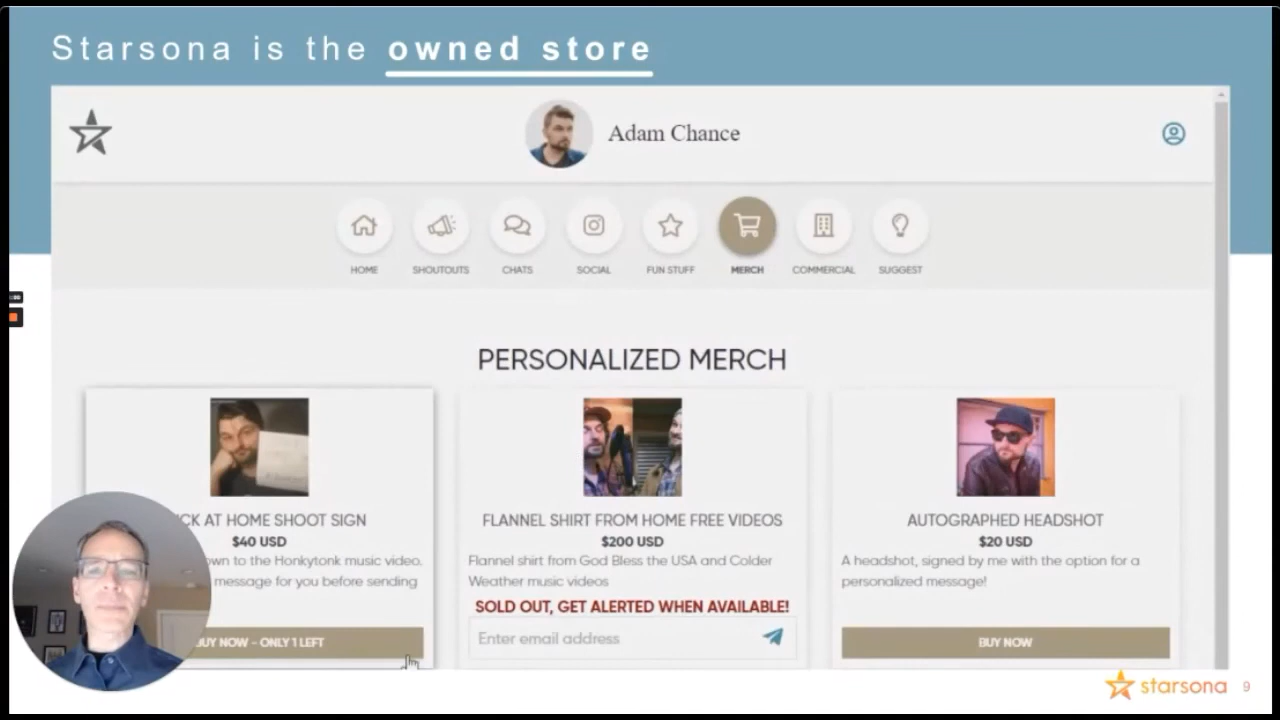 Starsona is the owned store
Adam Chance
HOME SHOUTOUTS CHATS SOCIAL FUN STUFF MERCH COMMERCIAL SUGGEST
PERSONALIZED MERCH
AT HOME SHOOT SIGN
$40 USD
to the Honkytonk music video.
message for you before sending
BUY NOW - ONLY 1 LEFT
FLANNEL SHIRT FROM HOME FREE VIDEOS
$200 USD
Flannel shirt from God Bless the USA and Colder
Weather music videos
SOLD OUT, GET ALERTED WHEN AVAILABLE!
Enter email address
AUTOGRAPHED HEADSHOT
$20 USD
A headshot, signed by me with the option for a
personalized message!
BUY NOW
starsona 9